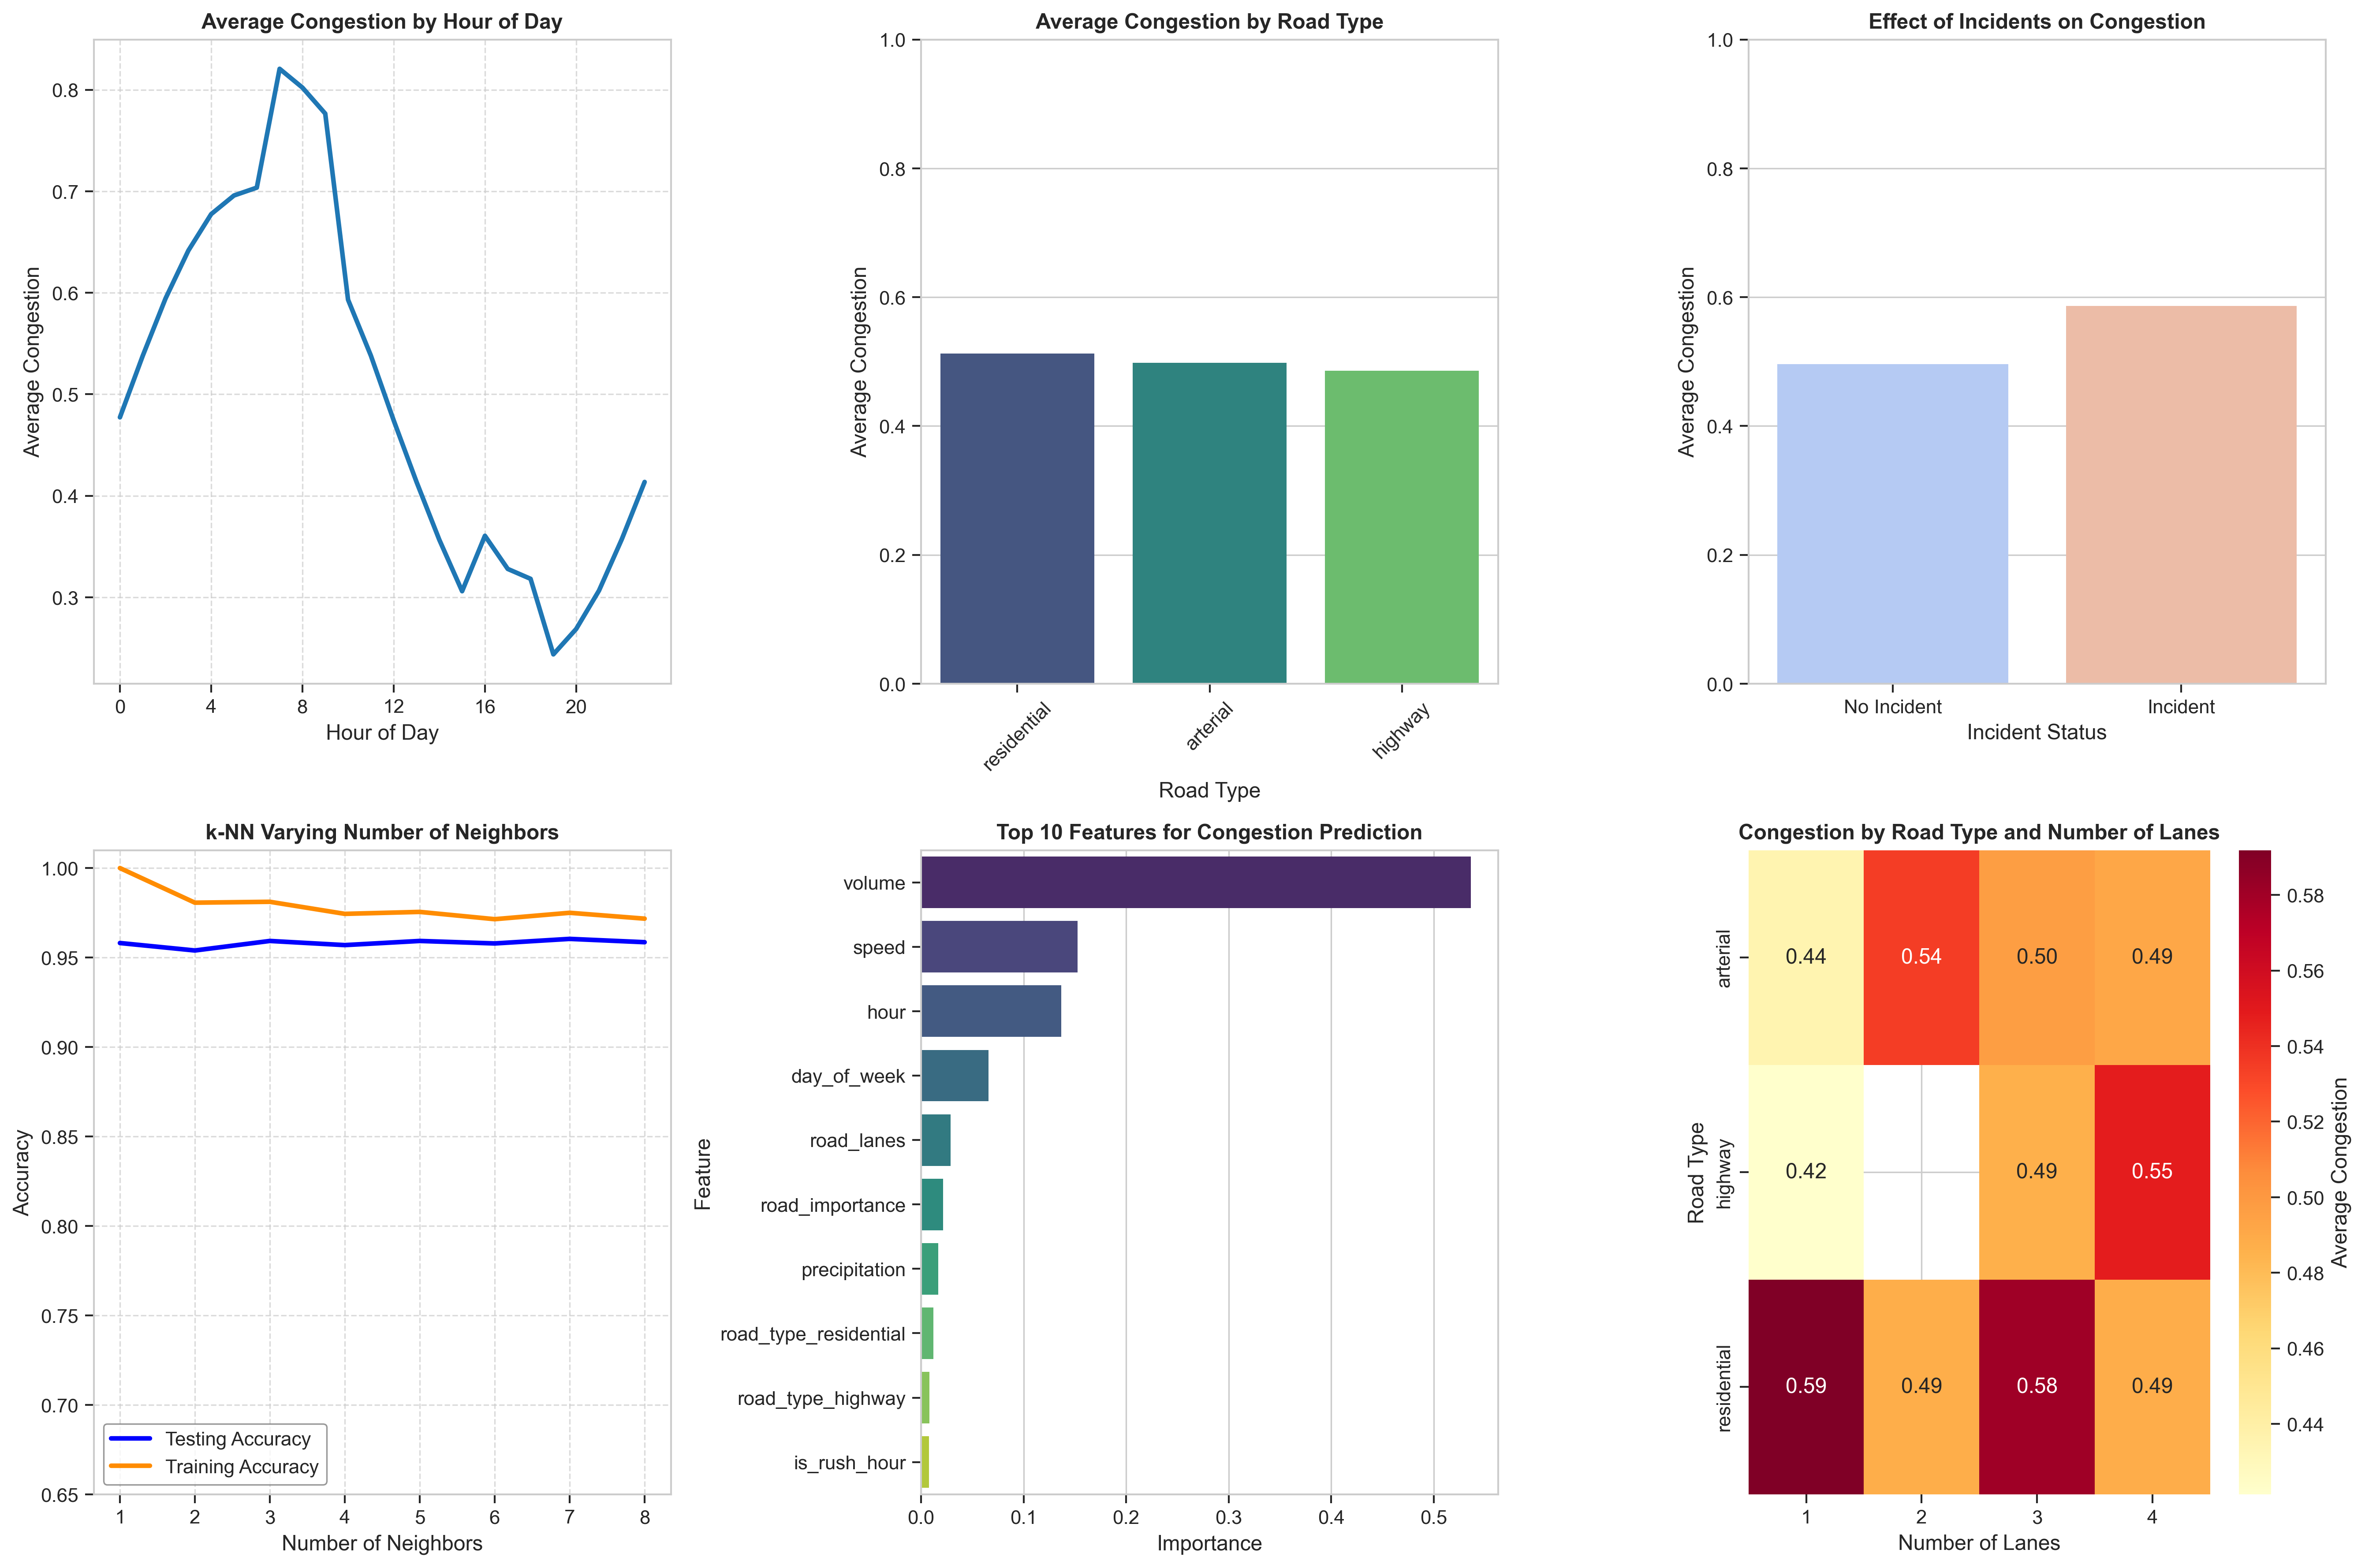 Average Congestion by Hour of Day
Average Congestion
0.8
0.7
0.6
0.5
0.4
0.3
0 4 8 12 16 20
Hour of Day
Average Congestion by Road Type
Average Congestion
1.0
0.8
0.6
0.4
0.2
0.0
residential arterial highway
Road Type
Effect of Incidents on Congestion
Average Congestion
1.0
0.8
0.6
0.4
0.2
0.0
No Incident Incident
Incident Status
k-NN Varying Number of Neighbors
Accuracy
1.00
0.95
0.90
0.85
0.80
0.75
0.70
0.65
Testing Accuracy
Training Accuracy
1 2 3 4 5 6 7 8
Number of Neighbors
Top 10 Features for Congestion Prediction
Feature
volume
speed
hour
day_of_week
road_lanes
road_importance
precipitation
road_type_residential
road_type_highway
is_rush_hour
0.0 0.1 0.2 0.3 0.4 0.5
Importance
Congestion by Road Type and Number of Lanes
Road Type
arterial
0.44 0.54 0.50 0.49
highway
0.42 0.49 0.55
residential
0.59 0.49 0.58 0.49
1 2 3 4
Number of Lanes
0.58
0.56
0.54
0.52
0.50
0.48
0.46
0.44
Average Congestion